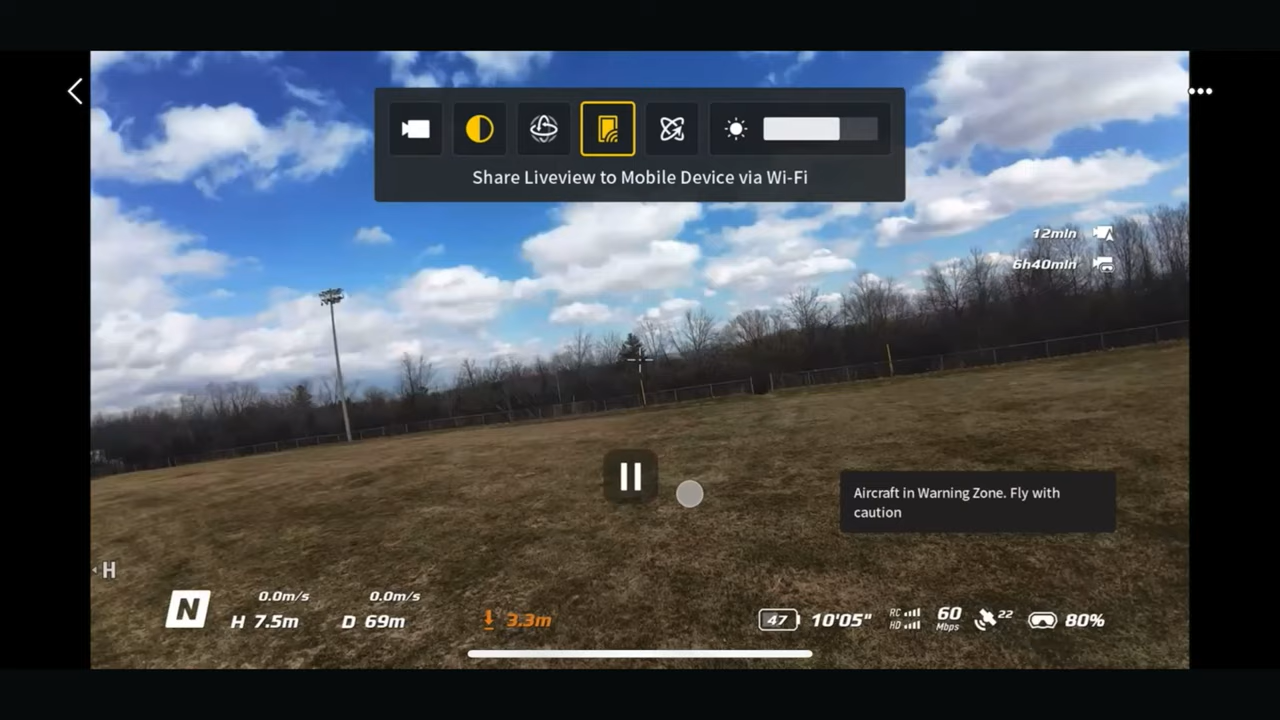 Share Liveview to Mobile Device via Wi-Fi
12min
6h40min
Aircraft in Warning Zone. Fly with
caution
H
N
0.0m/s
0.0m/s
H 7.5m
D 69m
3.3m
47
10'05"
RC
HD
60
Mbps
22
80%